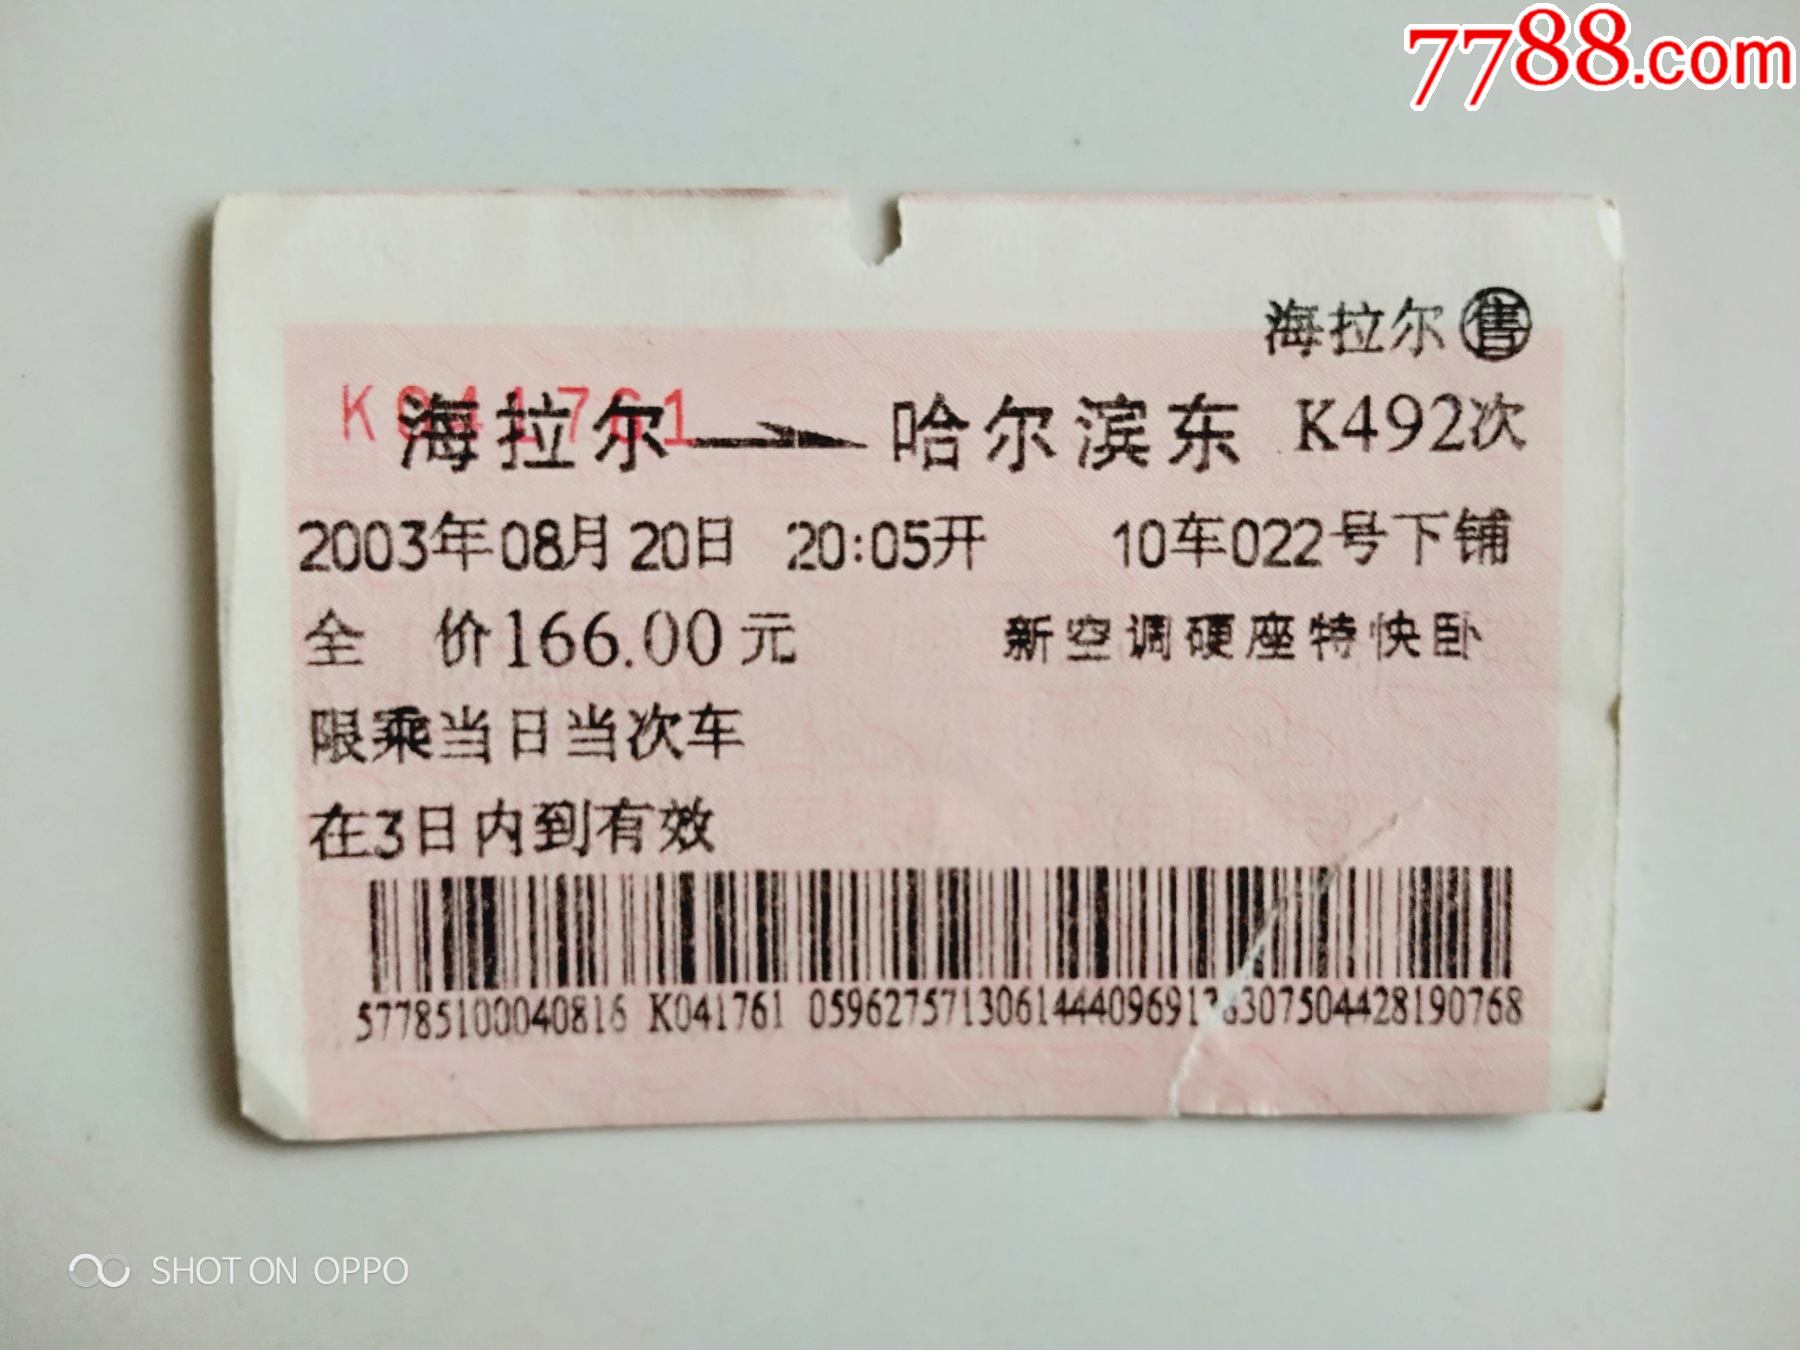 7788.com
海拉尔 售
K041761
海拉尔 哈尔滨东 K492次
2003年08月20日 20:05开 10车022号下铺
全 价166.00元 新空调硬座特快卧
限乘当日当次车
在3日内到有效
57785100040816 K041761
SHOT ON OPPO